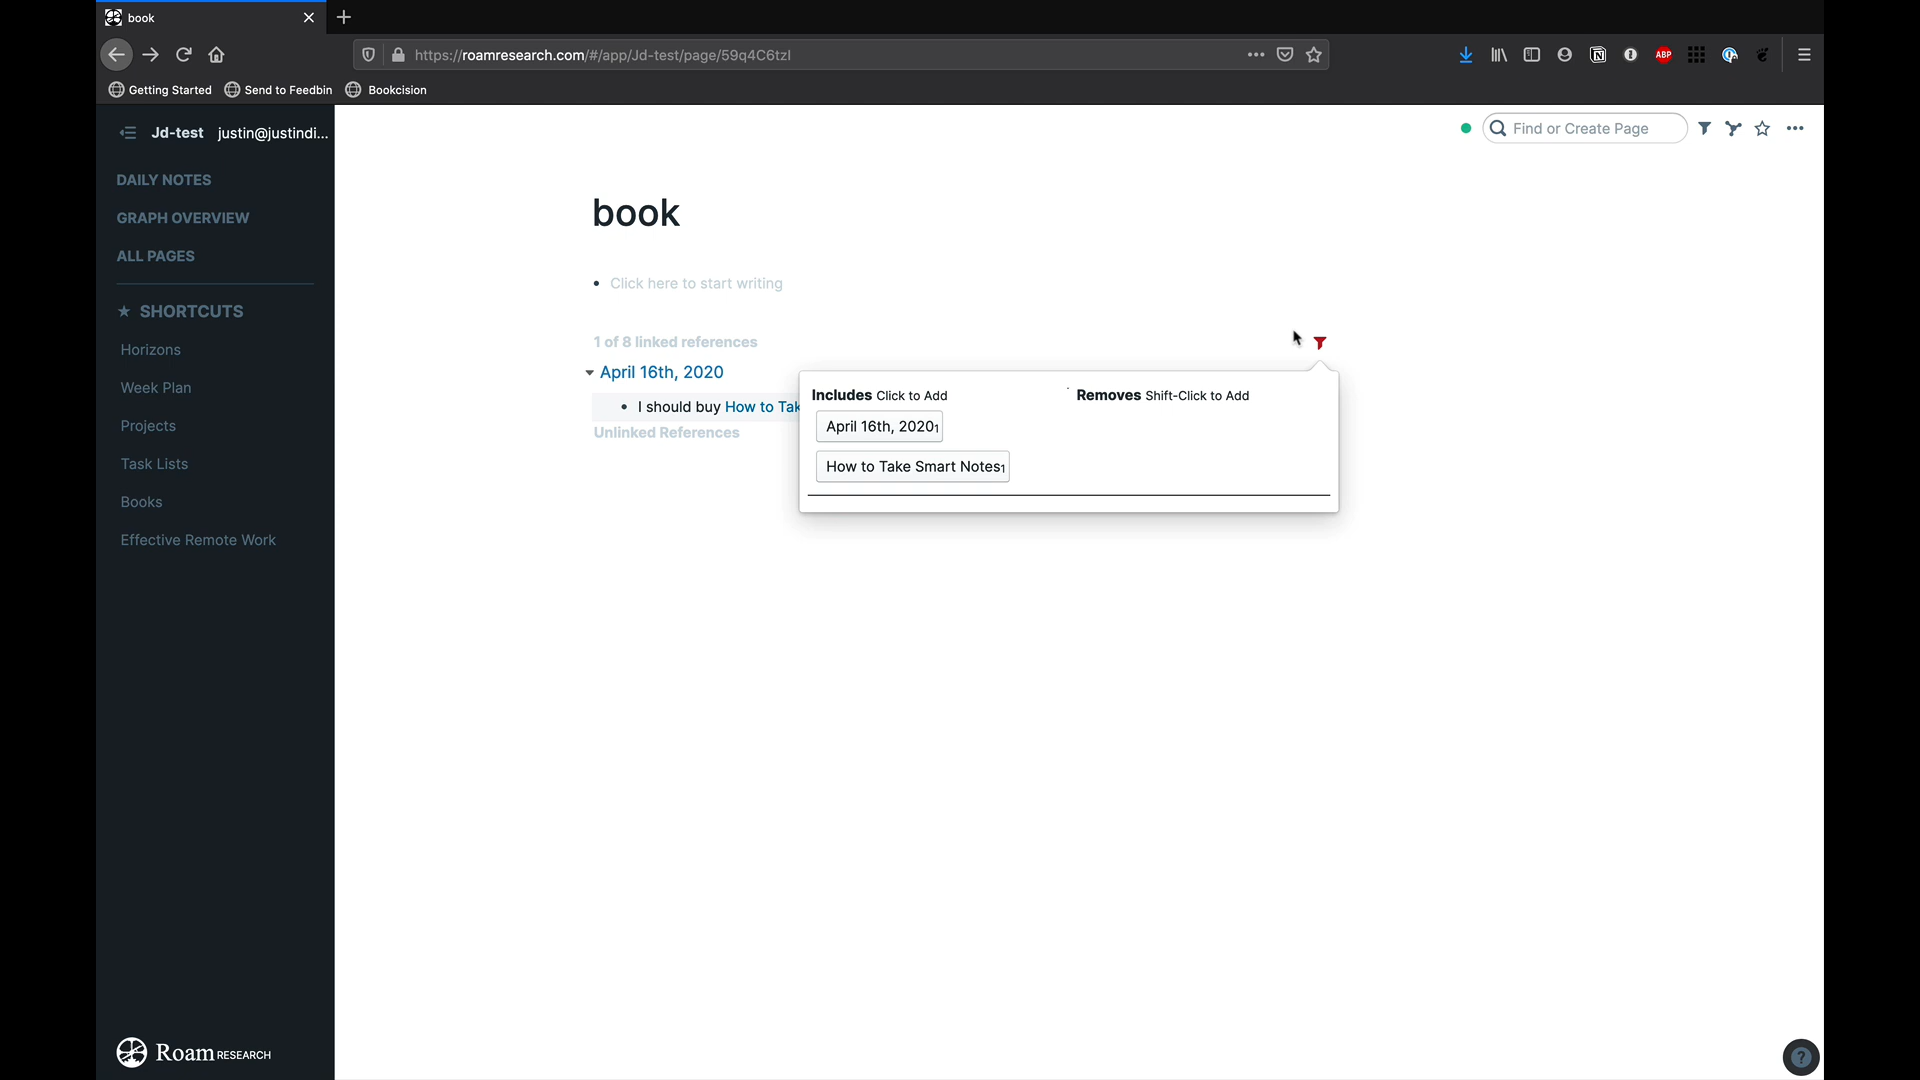 book
https://roamresearch.com/#/app/Jd-test/page/59q4C6tzI
ABP
Getting Started Send to Feedbin Bookcision
Jd-test justin@justindi...
Find or Create Page
DAILY NOTES
GRAPH OVERVIEW
ALL PAGES
SHORTCUTS
Horizons
Week Plan
Projects
Task Lists
Books
Effective Remote Work
Roam RESEARCH
book
Click here to start writing
1 of 8 linked references
April 16th, 2020
I should buy How to Tak
Unlinked References
Includes Click to Add
April 16th, 2020 1
How to Take Smart Notes 1
Removes Shift-Click to Add
?